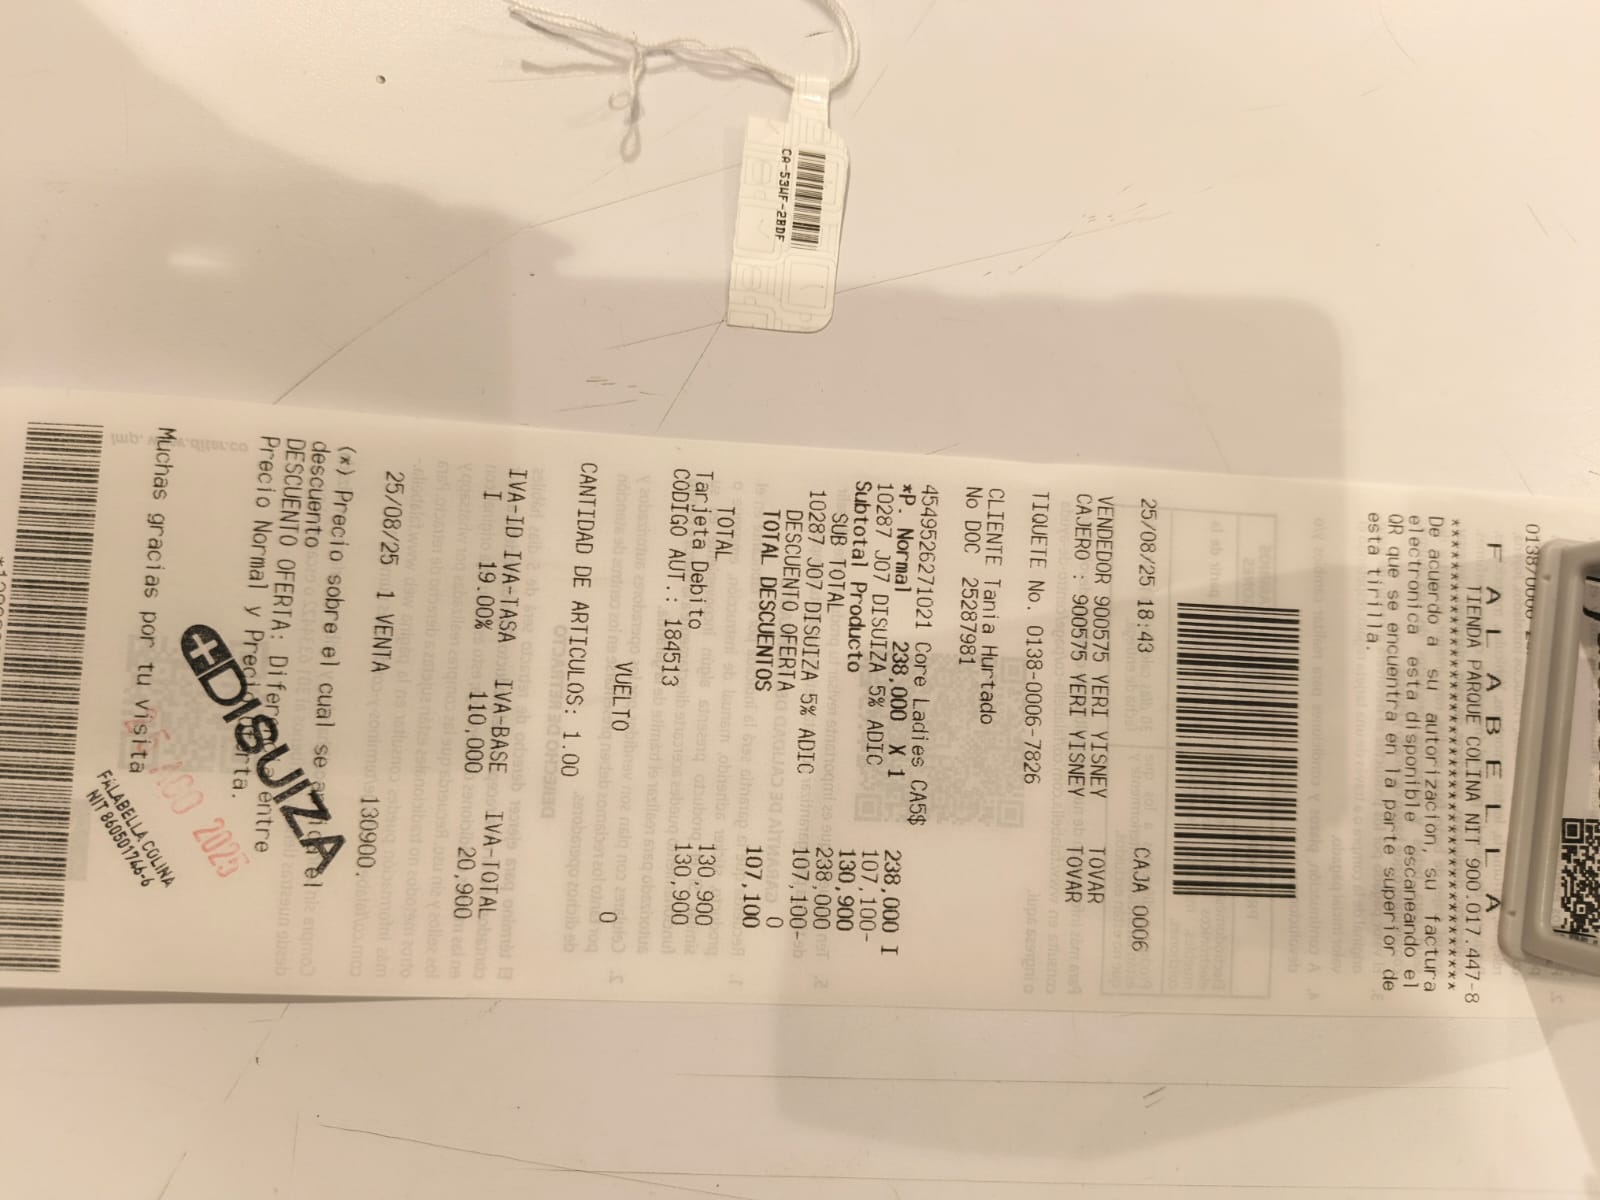 CA-53WF-2BDF
F A L A B E L L A
TIENDA PARQUE COLINA NIT 900.017.447-8
De acuerdo a su autorizacion, su factura
electronica esta disponible escaneando el
QR que se encuentra en la parte superior de
esta tirilla.
25/08/25 18:43 CAJA 0006
VENDEDOR 900575 YERI YISNEY TOVAR
CAJERO : 900575 YERI YISNEY TOVAR
TIQUETE No. 0138-0006-7826
CLIENTE Tania Hurtado
No DOC 25287981
4549526271021 Core Ladies CA5$ 238,000 I
*P. Normal 238,000 X 1
10287 J07 DISUIZA 5% ADIC 107,100-
Subtotal Producto 130,900
SUB TOTAL 238,000
10287 J07 DISUIZA 5% ADIC 107,100-
DESCUENTO OFERTA 0
TOTAL DESCUENTOS 107,100
TOTAL 130,900
Tarjeta Debito 130,900
CODIGO AUT.: 184513
VUELTO 0
CANTIDAD DE ARTICULOS: 1.00
IVA-ID IVA-TASA IVA-BASE IVA-TOTAL
I 19.00% 110,000 20,900
25/08/25 1 VENTA 130900.
(*) Precio sobre el cual se el
descuento
DESCUENTO OFERTA: entre
Precio Normal y
Muchas gracias por tu visita
DISUIZA
2025
FALABELLA COLINA
NIT 860501746-6